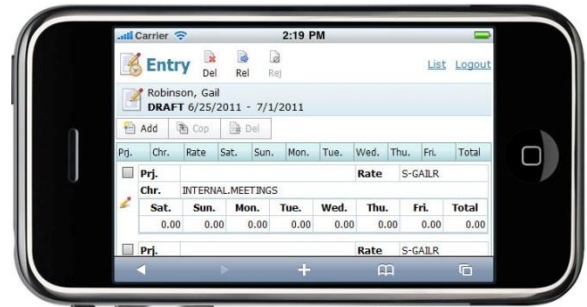 Carrier 2:19 PM
Entry Del Rel Rej List Logout
Robinson, Gail
DRAFT 6/25/2011 - 7/1/2011
Add Cop Del
Prj. Chr. Rate Sat. Sun. Mon. Tue. Wed. Thu. Fri. Total
Prj. Rate S-GAILR
Chr. INTERNAL.MEETINGS
Sat. Sun. Mon. Tue. Wed. Thu. Fri. Total
0.00 0.00 0.00 0.00 0.00 0.00 0.00 0.00
Prj. Rate S-GAILR